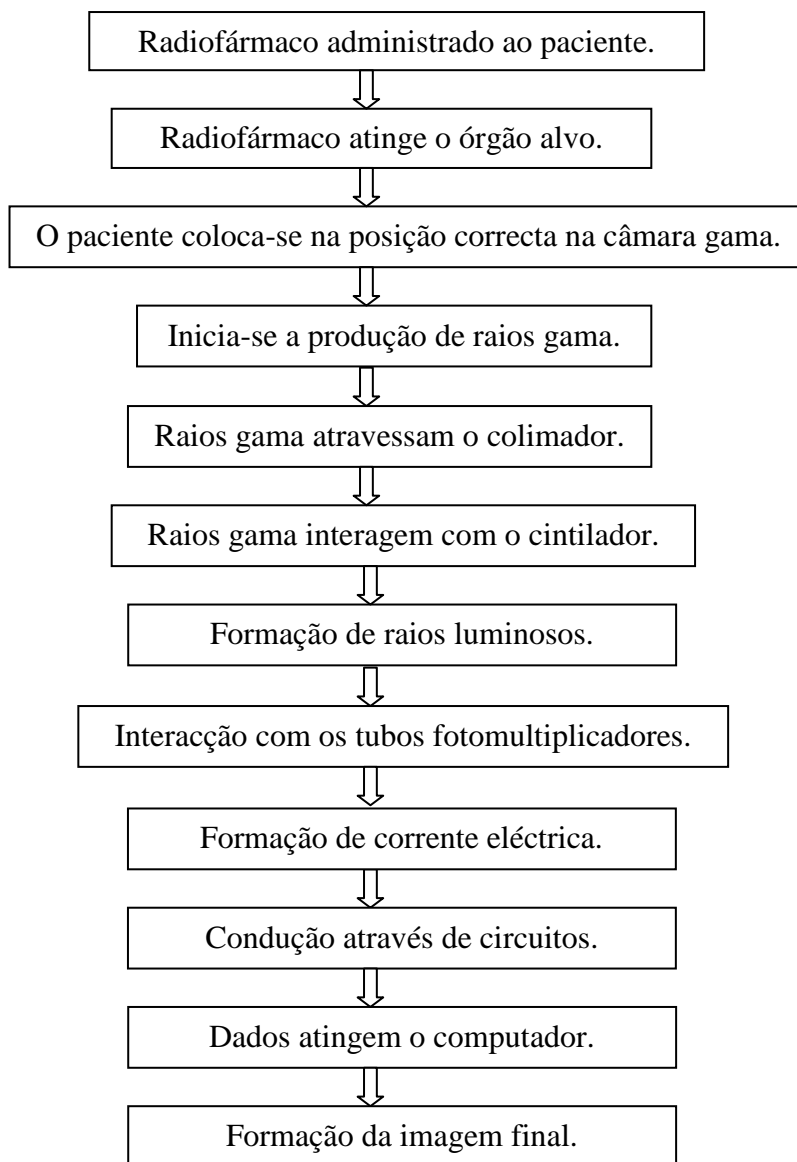 Radiofármaco administrado ao paciente.
Radiofármaco atinge o órgão alvo.
O paciente coloca-se na posição correcta na câmara gama.
Inicia-se a produção de raios gama.
Raios gama atravessam o colimador.
Raios gama interagem com o cintilador.
Formação de raios luminosos.
Interacção com os tubos fotomultiplicadores.
Formação de corrente eléctrica.
Condução através de circuitos.
Dados atingem o computador.
Formação da imagem final.